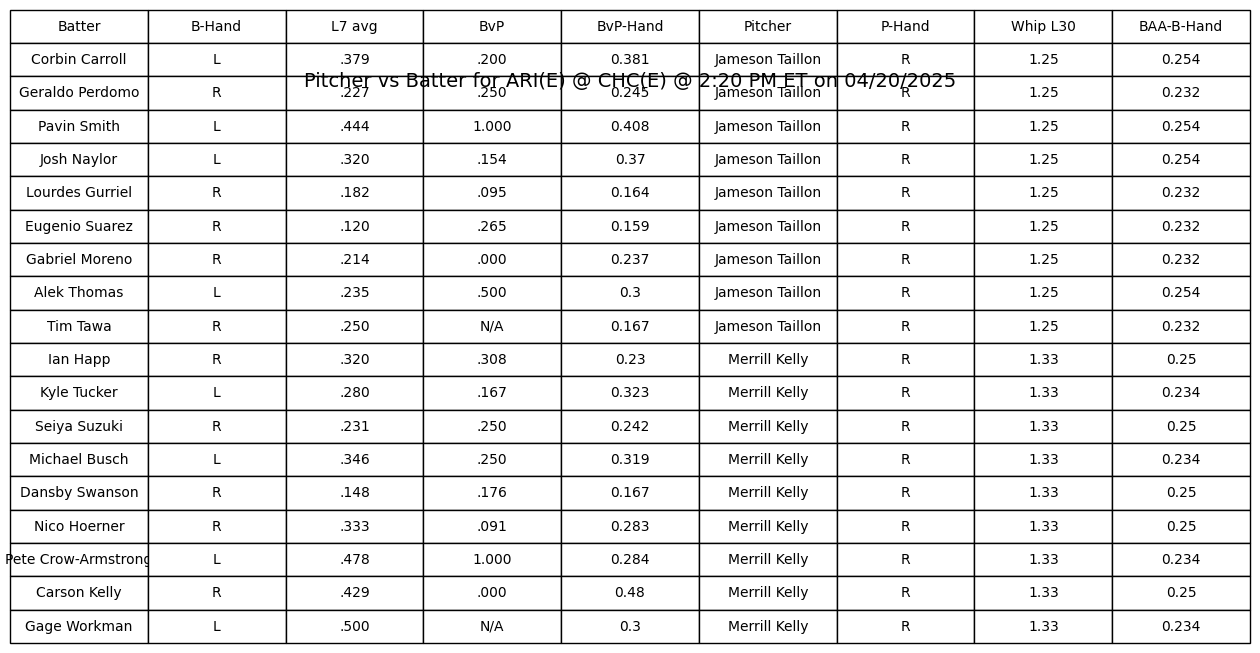 Batter B-Hand L7 avg BvP BvP-Hand Pitcher P-Hand Whip L30 BAA-B-Hand
Corbin Carroll L .379 .200 0.381 Jameson Taillon R 1.25 0.254
Pitcher vs Batter for ARI(E) @ CHC(E) @ 2:20 PM ET on 04/20/2025
Geraldo Perdomo R .227 .250 0.245 Jameson Taillon R 1.25 0.232
Pavin Smith L .444 1.000 0.408 Jameson Taillon R 1.25 0.254
Josh Naylor L .320 .154 0.37 Jameson Taillon R 1.25 0.254
Lourdes Gurriel R .182 .095 0.164 Jameson Taillon R 1.25 0.232
Eugenio Suarez R .120 .265 0.159 Jameson Taillon R 1.25 0.232
Gabriel Moreno R .214 .000 0.237 Jameson Taillon R 1.25 0.232
Alek Thomas L .235 .500 0.3 Jameson Taillon R 1.25 0.254
Tim Tawa R .250 N/A 0.167 Jameson Taillon R 1.25 0.232
Ian Happ R .320 .308 0.23 Merrill Kelly R 1.33 0.25
Kyle Tucker L .280 .167 0.323 Merrill Kelly R 1.33 0.234
Seiya Suzuki R .231 .250 0.242 Merrill Kelly R 1.33 0.25
Michael Busch L .346 .250 0.319 Merrill Kelly R 1.33 0.234
Dansby Swanson R .148 .176 0.167 Merrill Kelly R 1.33 0.25
Nico Hoerner R .333 .091 0.283 Merrill Kelly R 1.33 0.25
Pete Crow-Armstrong L .478 1.000 0.284 Merrill Kelly R 1.33 0.234
Carson Kelly R .429 .000 0.48 Merrill Kelly R 1.33 0.25
Gage Workman L .500 N/A 0.3 Merrill Kelly R 1.33 0.234